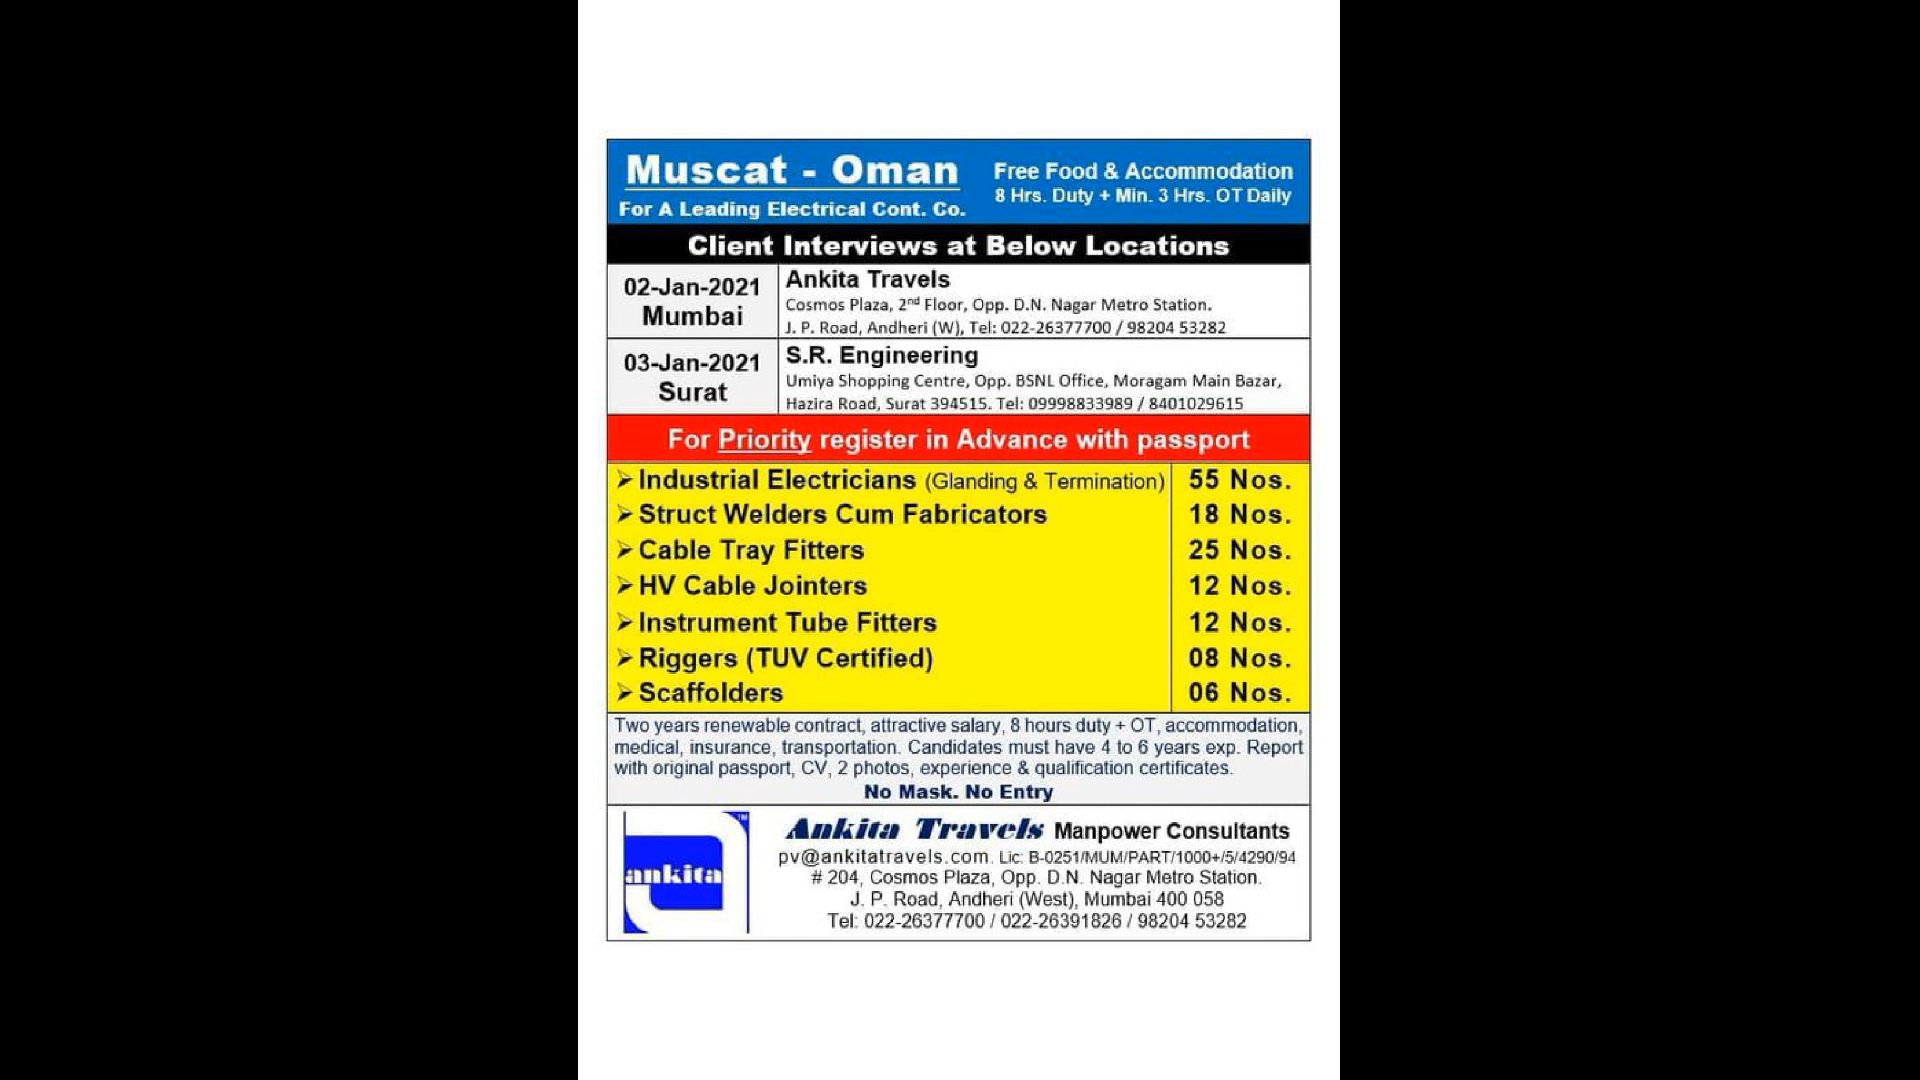 Muscat - Oman
For A Leading Electrical Cont. Co.
Free Food & Accommodation
8 Hrs. Duty + Min. 3 Hrs. OT Daily
Client Interviews at Below Locations
02-Jan-2021
Mumbai
Ankita Travels
Cosmos Plaza, 2nd Floor, Opp. D.N. Nagar Metro Station.
J. P. Road, Andheri (W), Tel: 022-26377700 / 98204 53282
03-Jan-2021
Surat
S.R. Engineering
Umiya Shopping Centre, Opp. BSNL Office, Moragam Main Bazar,
Hazira Road, Surat 394515. Tel: 09998833989 / 8401029615
For Priority register in Advance with passport
➢ Industrial Electricians (Glanding & Termination) 55 Nos.
➢ Struct Welders Cum Fabricators 18 Nos.
➢ Cable Tray Fitters 25 Nos.
➢ HV Cable Jointers 12 Nos.
➢ Instrument Tube Fitters 12 Nos.
➢ Riggers (TUV Certified) 08 Nos.
➢ Scaffolders 06 Nos.
Two years renewable contract, attractive salary, 8 hours duty + OT, accommodation,
medical, insurance, transportation. Candidates must have 4 to 6 years exp. Report
with original passport, CV, 2 photos, experience & qualification certificates.
No Mask. No Entry
TM
ankita
Ankita Travels Manpower Consultants
pv@ankitatravels.com. Lic: B-0251/MUM/PART/1000+/5/4290/94
# 204, Cosmos Plaza, Opp. D.N. Nagar Metro Station.
J. P. Road, Andheri (West), Mumbai 400 058
Tel: 022-26377700 / 022-26391826 / 98204 53282